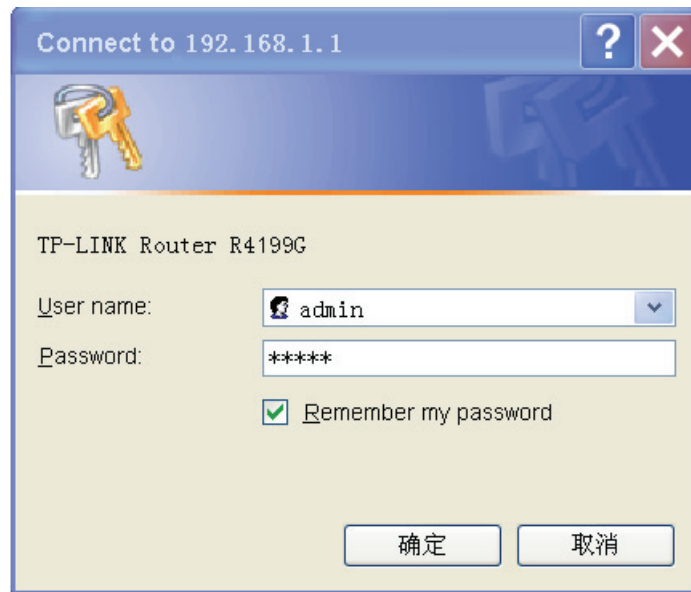 Connect to 192.168.1.1
TP-LINK Router R4199G
User name:
admin
Password:
*****
Remember my password
确定
取消